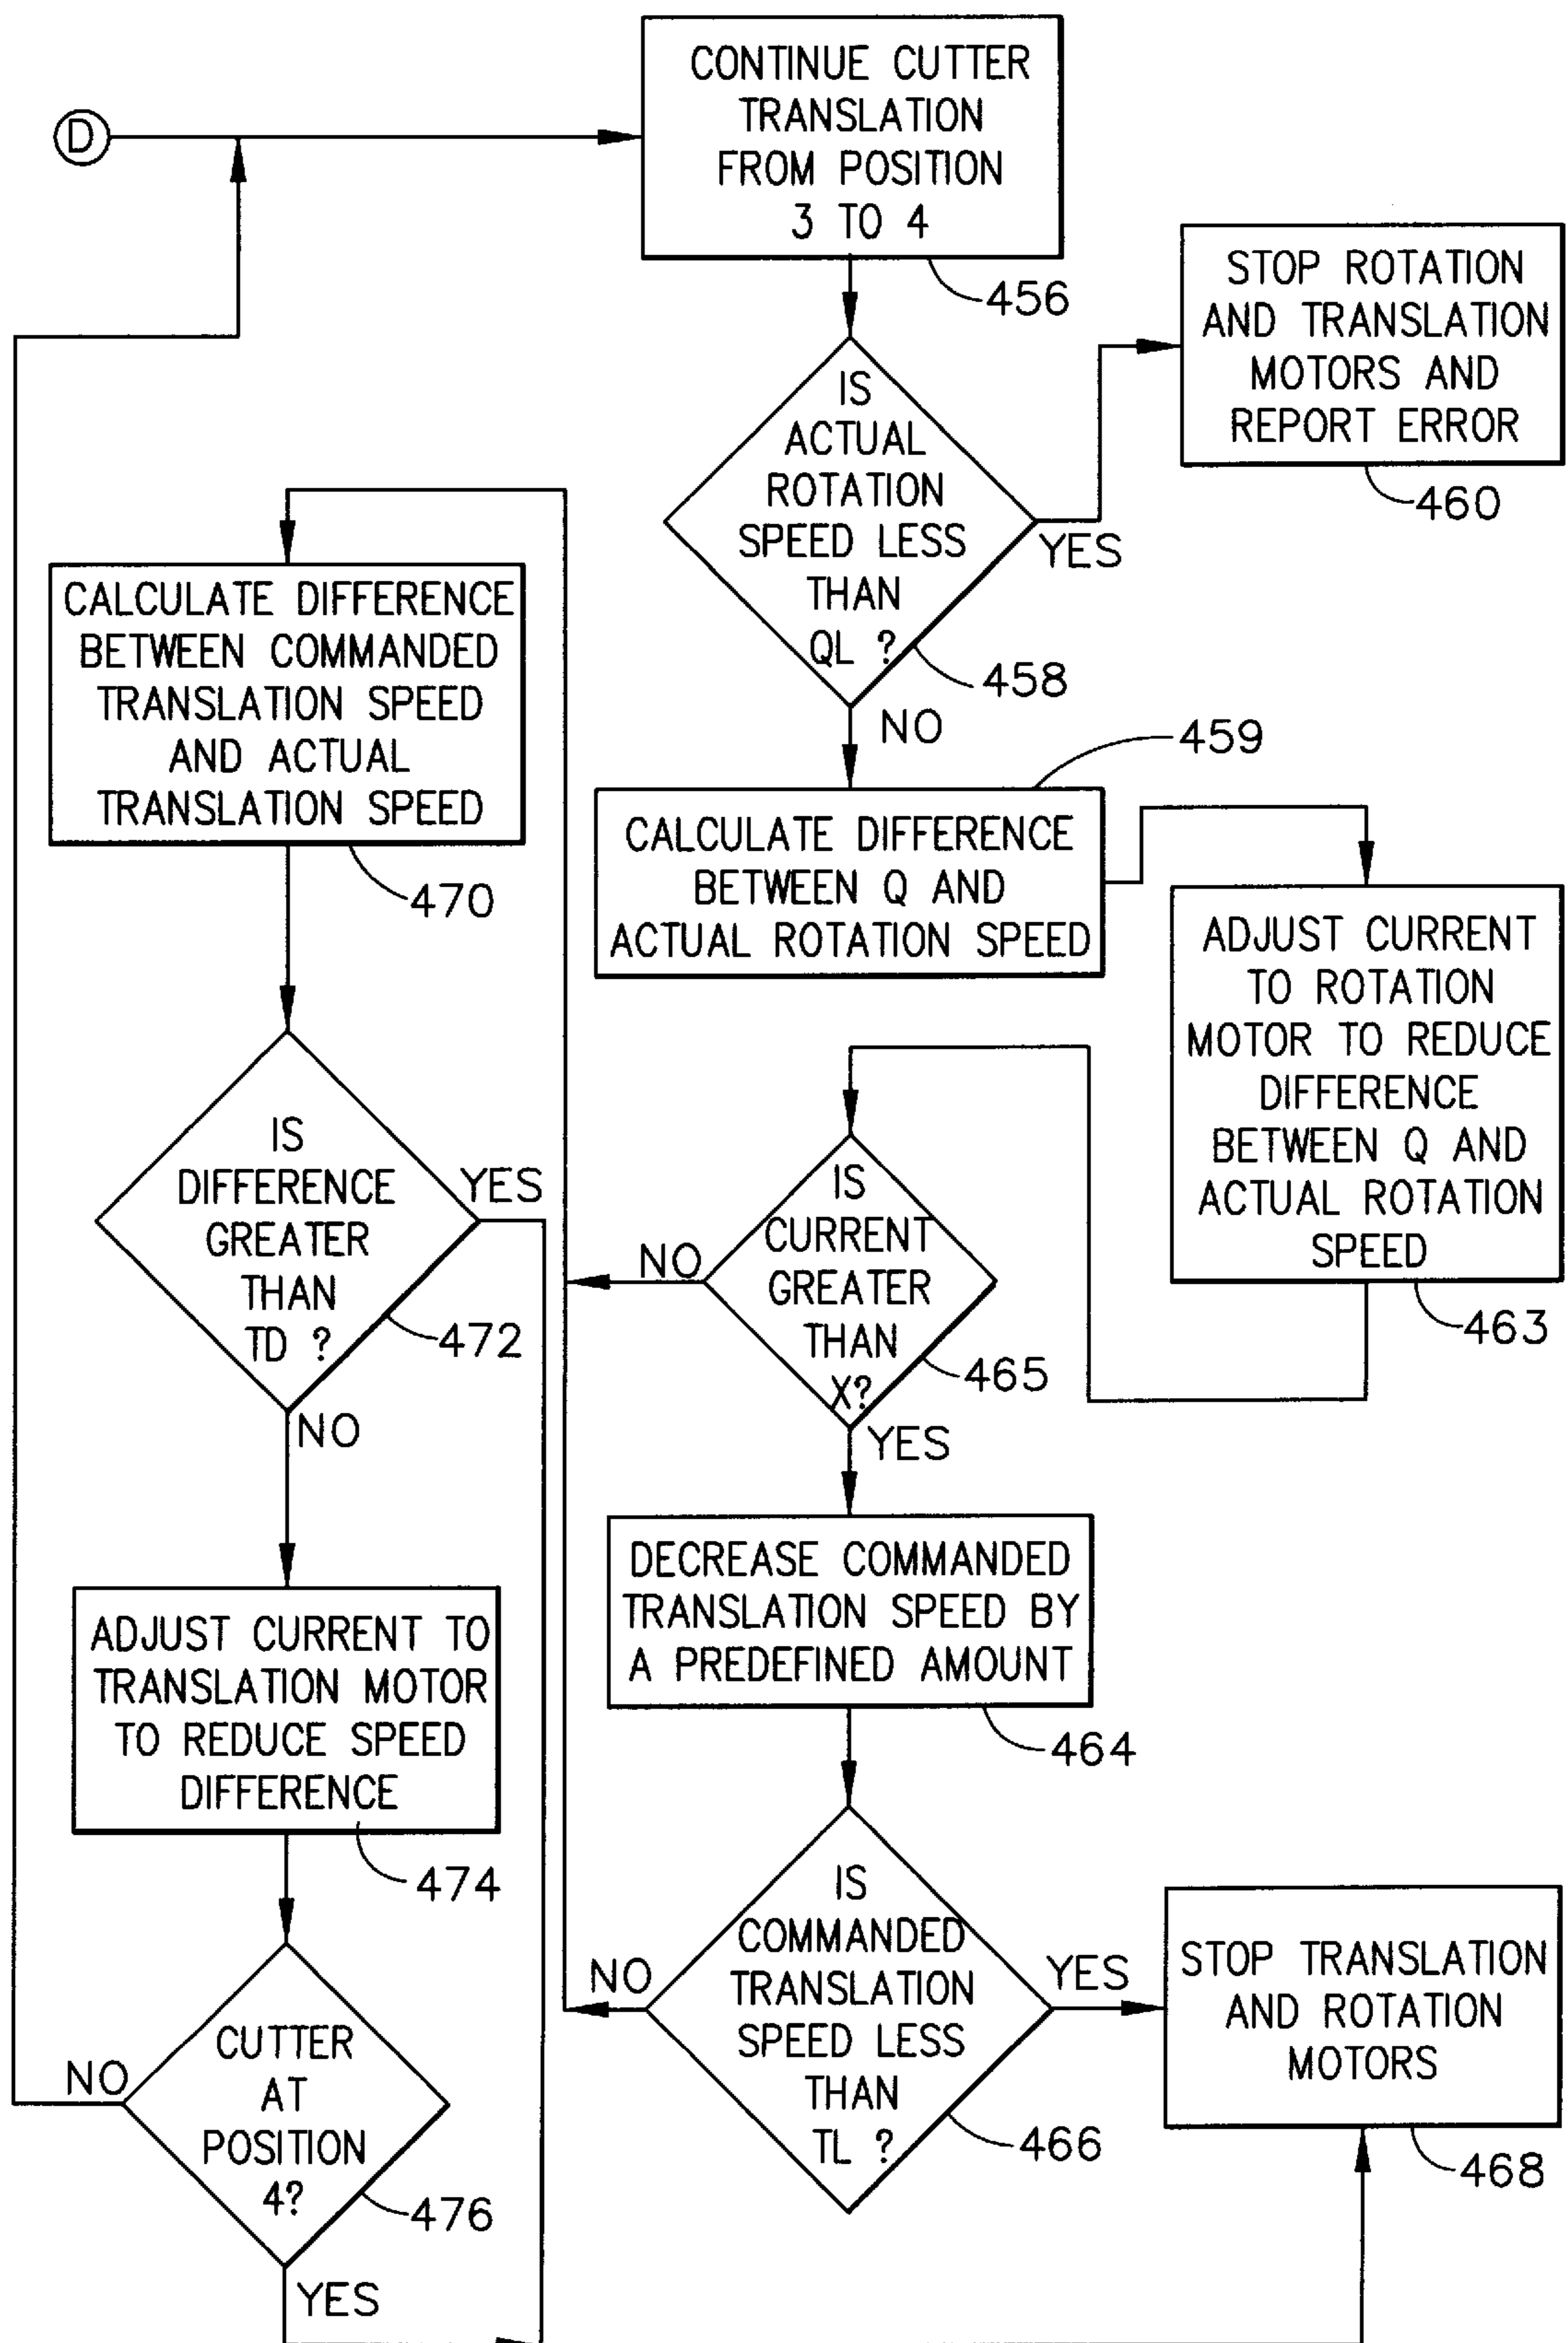 D
CONTINUE CUTTER
TRANSLATION
FROM POSITION
3 TO 4
456
IS
ACTUAL
ROTATION
SPEED LESS
THAN
QL ?
458
YES
NO
STOP ROTATION
AND TRANSLATION
MOTORS AND
REPORT ERROR
460
CALCULATE DIFFERENCE
BETWEEN Q AND
ACTUAL ROTATION SPEED
459
ADJUST CURRENT
TO ROTATION
MOTOR TO REDUCE
DIFFERENCE
BETWEEN Q AND
ACTUAL ROTATION
SPEED
463
IS
CURRENT
GREATER
THAN
X?
465
NO
YES
DECREASE COMMANDED
TRANSLATION SPEED BY
A PREDEFINED AMOUNT
464
IS
COMMANDED
TRANSLATION
SPEED LESS
THAN
TL ?
466
NO
YES
STOP TRANSLATION
AND ROTATION
MOTORS
468
CALCULATE DIFFERENCE
BETWEEN COMMANDED
TRANSLATION SPEED
AND ACTUAL
TRANSLATION SPEED
470
IS
DIFFERENCE
GREATER
THAN
TD ?
472
YES
NO
ADJUST CURRENT TO
TRANSLATION MOTOR
TO REDUCE SPEED
DIFFERENCE
474
CUTTER
AT
POSITION
4?
476
NO
YES